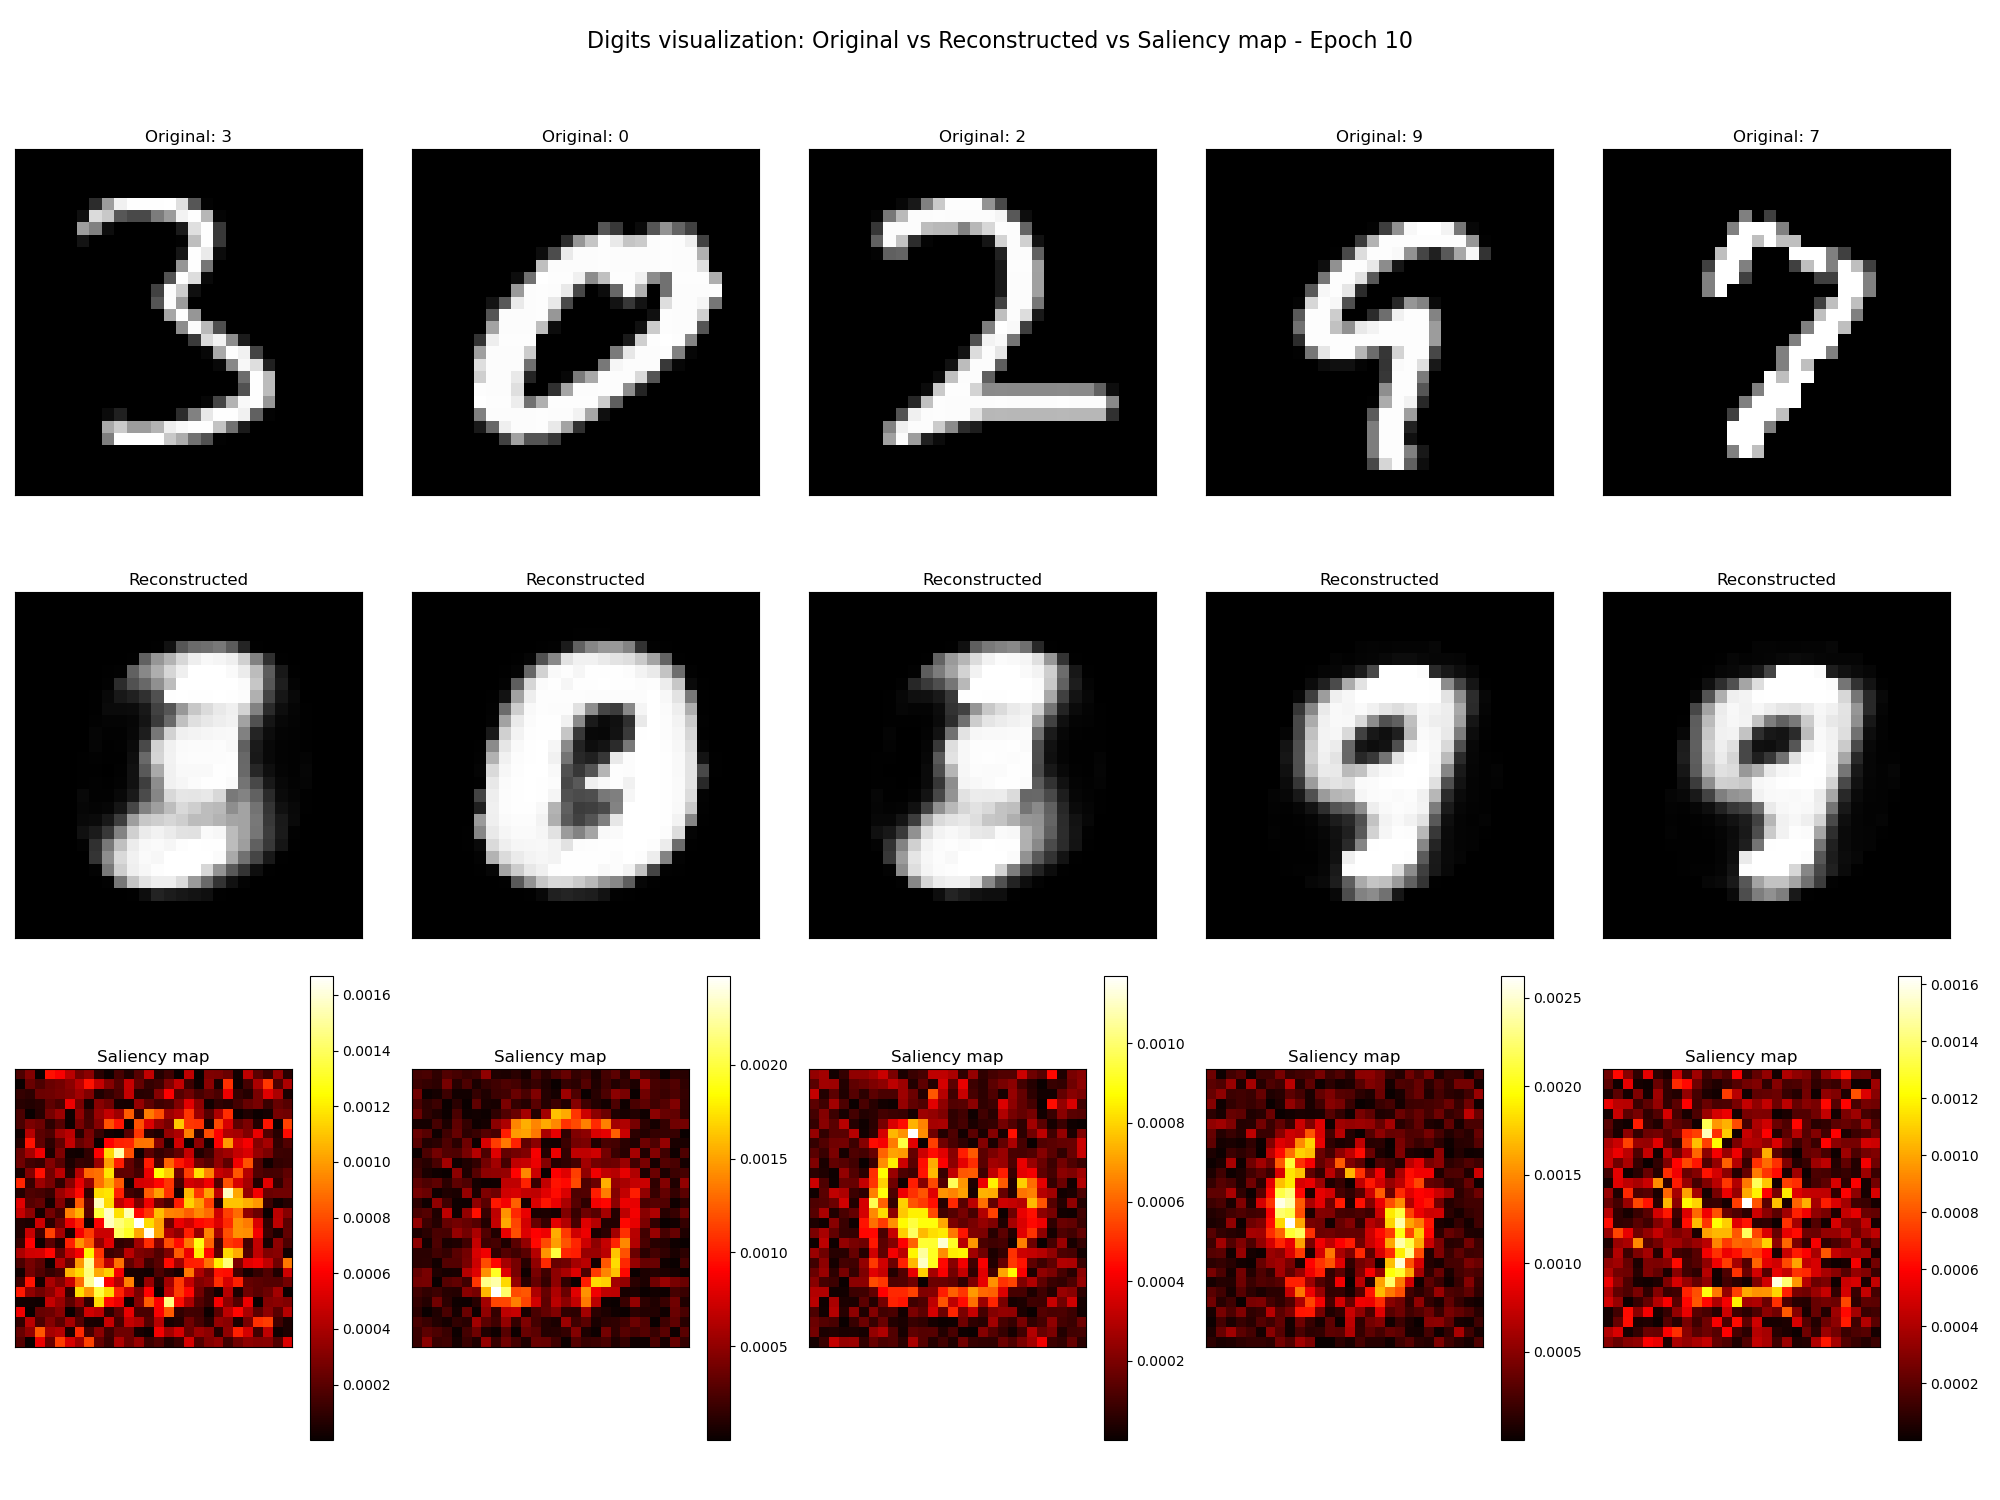 Digits visualization: Original vs Reconstructed vs Saliency map - Epoch 10
Original: 3
Original: 0
Original: 2
Original: 9
Original: 7
3
0
2
9
7
Reconstructed
Reconstructed
Reconstructed
Reconstructed
Reconstructed
Saliency map
0.0016
0.0014
0.0012
0.0010
0.0008
0.0006
0.0004
0.0002
Saliency map
0.0020
0.0015
0.0010
0.0005
Saliency map
0.0010
0.0008
0.0006
0.0004
0.0002
Saliency map
0.0025
0.0020
0.0015
0.0010
0.0005
Saliency map
0.0016
0.0014
0.0012
0.0010
0.0008
0.0006
0.0004
0.0002